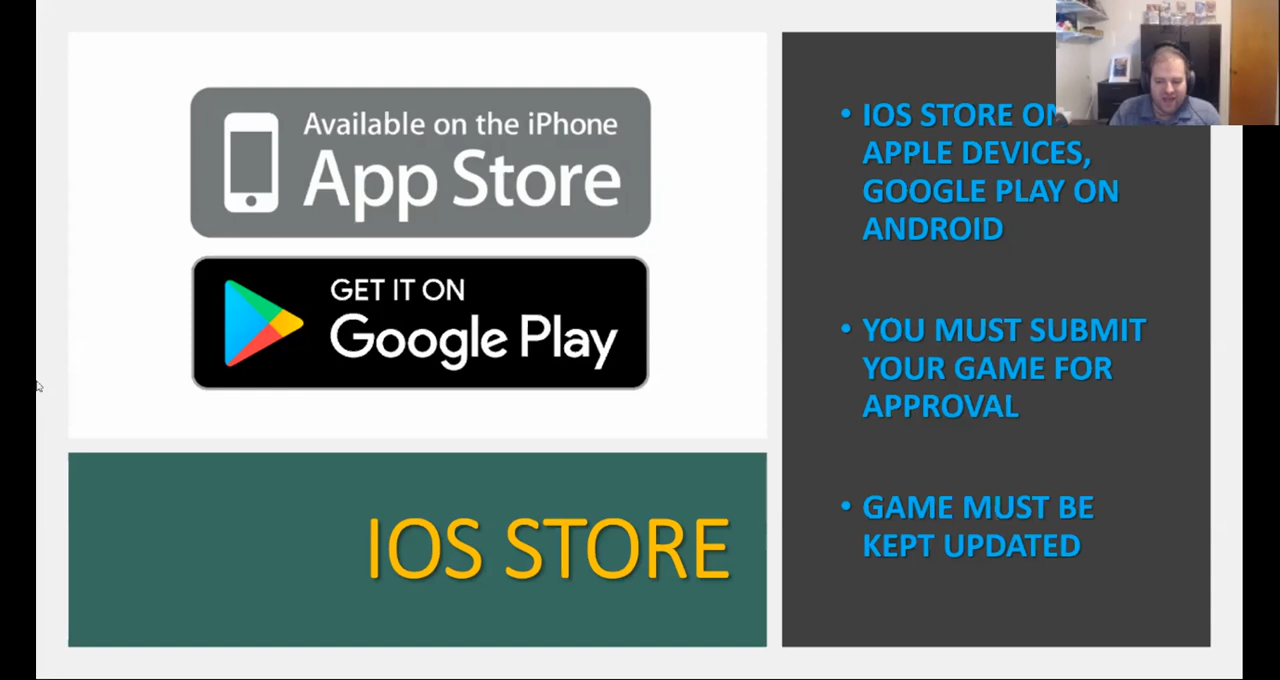 Available on the iPhone
App Store
GET IT ON
Google Play
IOS STORE
• IOS STORE ON
APPLE DEVICES,
GOOGLE PLAY ON
ANDROID
• YOU MUST SUBMIT
YOUR GAME FOR
APPROVAL
• GAME MUST BE
KEPT UPDATED